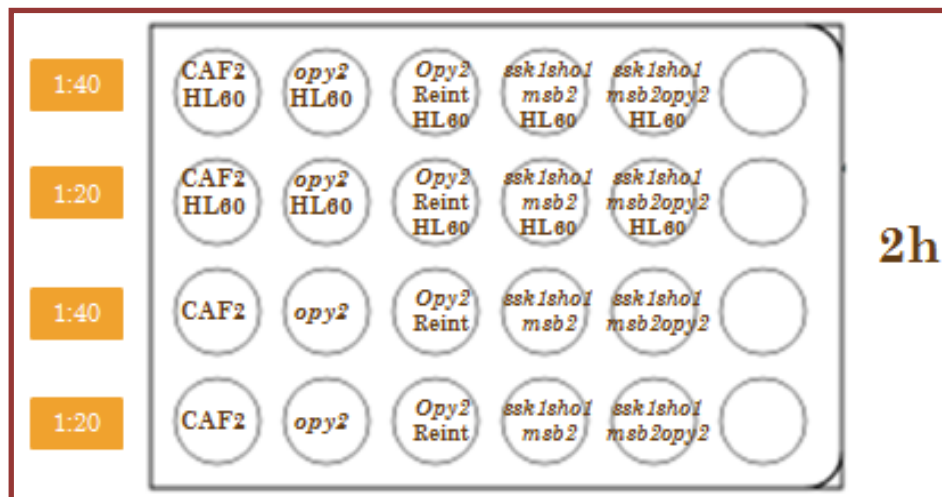 1:40
CAF2
HL60
opy2
HL60
Opy2
Reint
HL60
ssk1sho1
msb2
HL60
ssk1sho1
msb2opy2
HL60
1:20
CAF2
HL60
opy2
HL60
Opy2
Reint
HL60
ssk1sho1
msb2
HL60
ssk1sho1
msb2opy2
HL60
2h
1:40
CAF2
opy2
Opy2
Reint
ssk1sho1
msb2
ssk1sho1
msb2opy2
1:20
CAF2
opy2
Opy2
Reint
ssk1sho1
msb2
ssk1sho1
msb2opy2